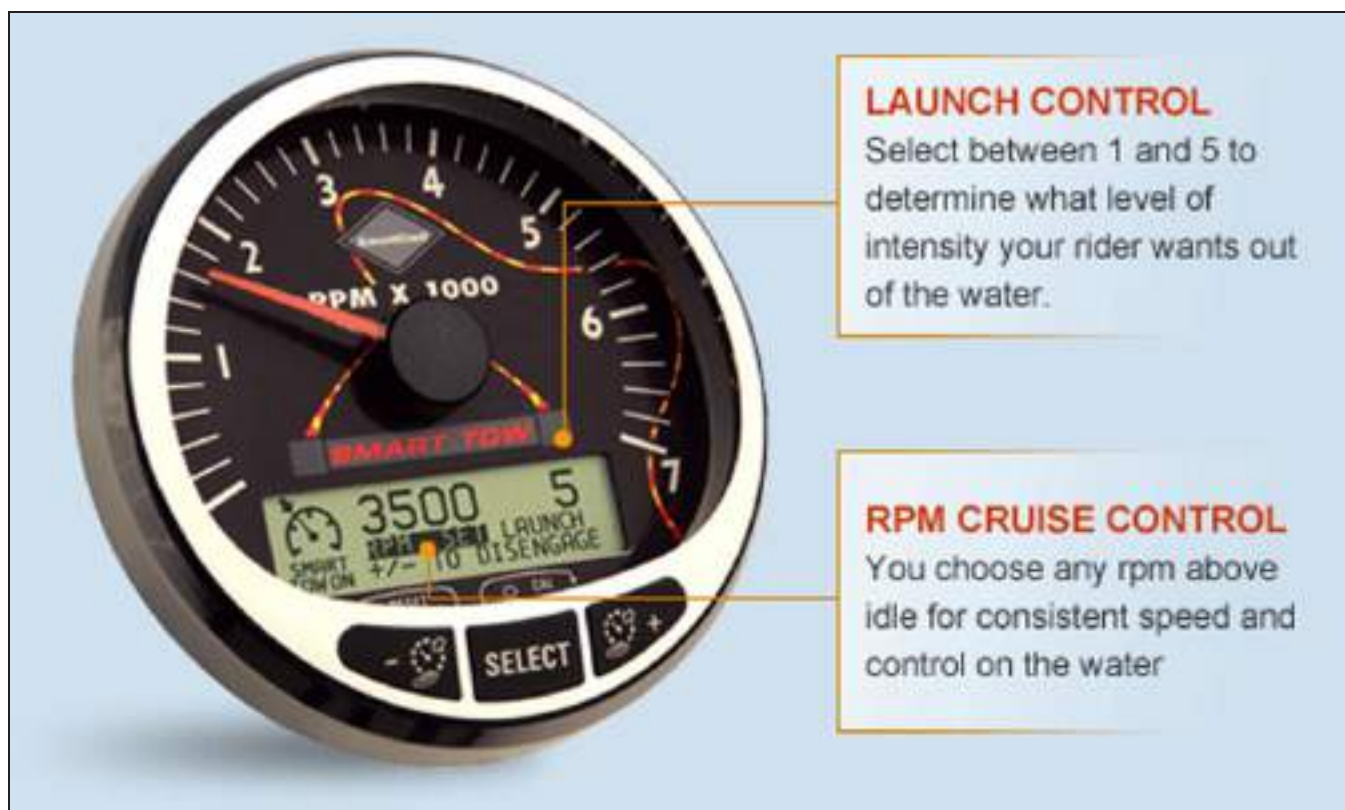 LAUNCH CONTROL
Select between 1 and 5 to
determine what level of
intensity your rider wants out
of the water.
RPM CRUISE CONTROL
You choose any rpm above
idle for consistent speed and
control on the water
1
2
3
4
5
6
7
RPM X 1000
SMART TOW
3500 5
LAUNCH
SMART
TOW ON +/- TO DISENGAGE
CAL
- SELECT +